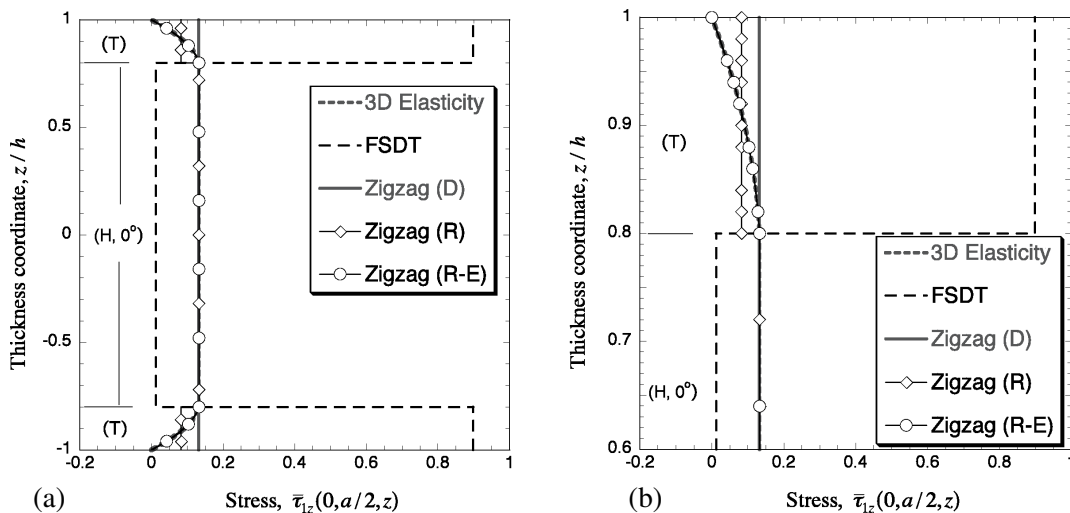 1
0.5
0
-0.5
-1
Thickness coordinate, z / h
(T)
(H, 0°)
(T)
3D Elasticity
FSDT
Zigzag (D)
Zigzag (R)
Zigzag (R-E)
-0.2 0 0.2 0.4 0.6 0.8 1
(a) Stress, τ̄1z(0,a/2,z)
1
0.9
0.8
0.7
0.6
Thickness coordinate, z / h
(T)
(H, 0°)
3D Elasticity
FSDT
Zigzag (D)
Zigzag (R)
Zigzag (R-E)
-0.2 0 0.2 0.4 0.6 0.8 1
(b) Stress, τ̄1z(0,a/2,z)